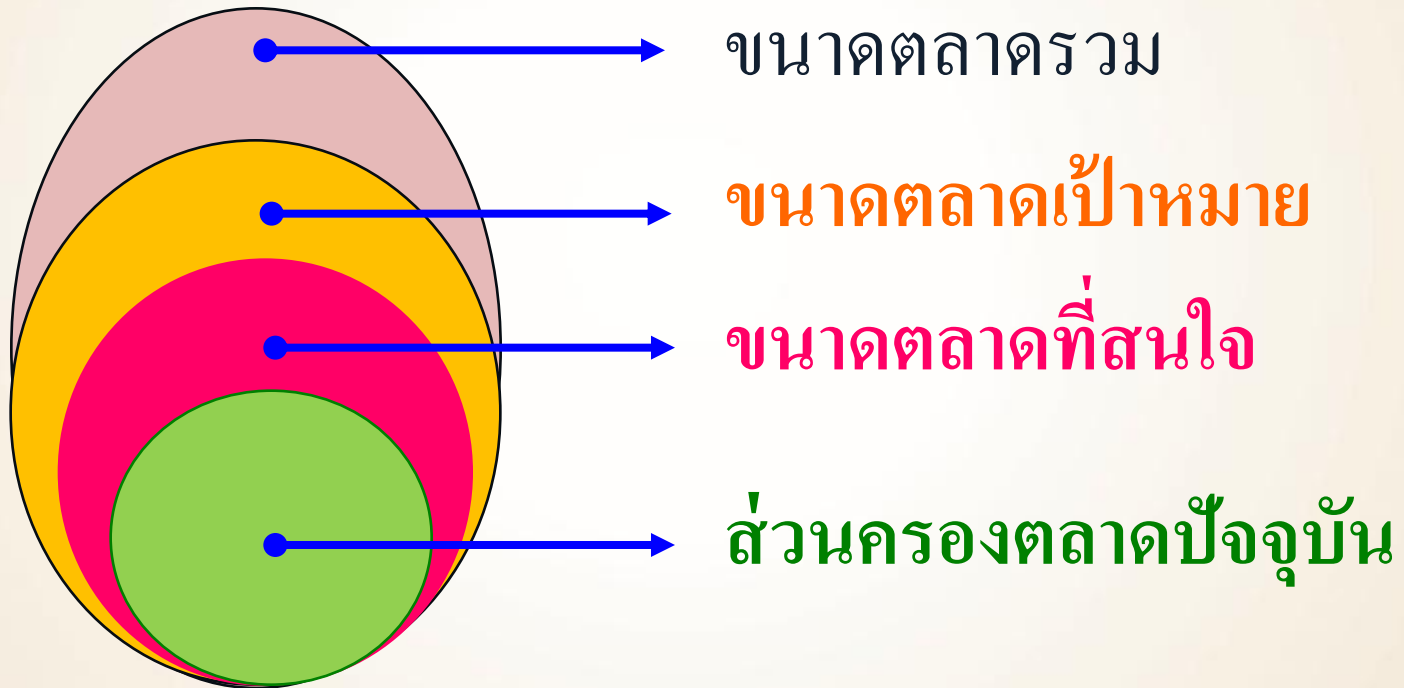 ขนาดตลาดรวม
ขนาดตลาดเป้าหมาย
ขนาดตลาดที่สนใจ
ส่วนครองตลาดปัจจุบัน